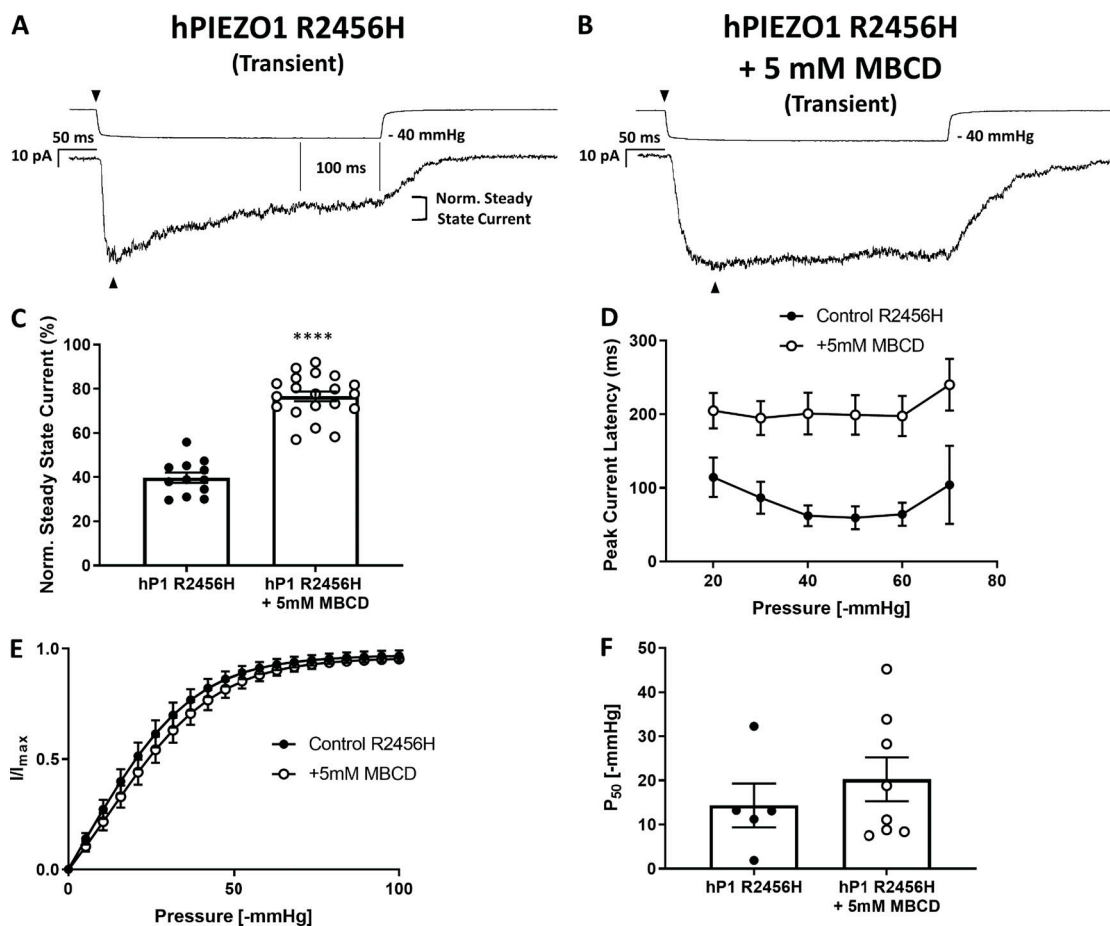 A
hPIEZO1 R2456H
(Transient)
50 ms
- 40 mmHg
10 pA
100 ms
Norm. Steady
State Current
B
hPIEZO1 R2456H
+ 5 mM MBCD
(Transient)
50 ms
- 40 mmHg
10 pA
C
Norm. Steady State Current (%)
100
80
60
40
20
0
****
hP1 R2456H
hP1 R2456H
+ 5mM MBCD
D
Control R2456H
+5mM MBCD
Peak Current Latency (ms)
300
200
100
0
20
40
60
80
Pressure [-mmHg]
E
I/Imax
1.0
0.5
0.0
Control R2456H
+5mM MBCD
0
50
100
Pressure [-mmHg]
F
P50 [-mmHg]
50
40
30
20
10
0
hP1 R2456H
hP1 R2456H
+ 5mM MBCD